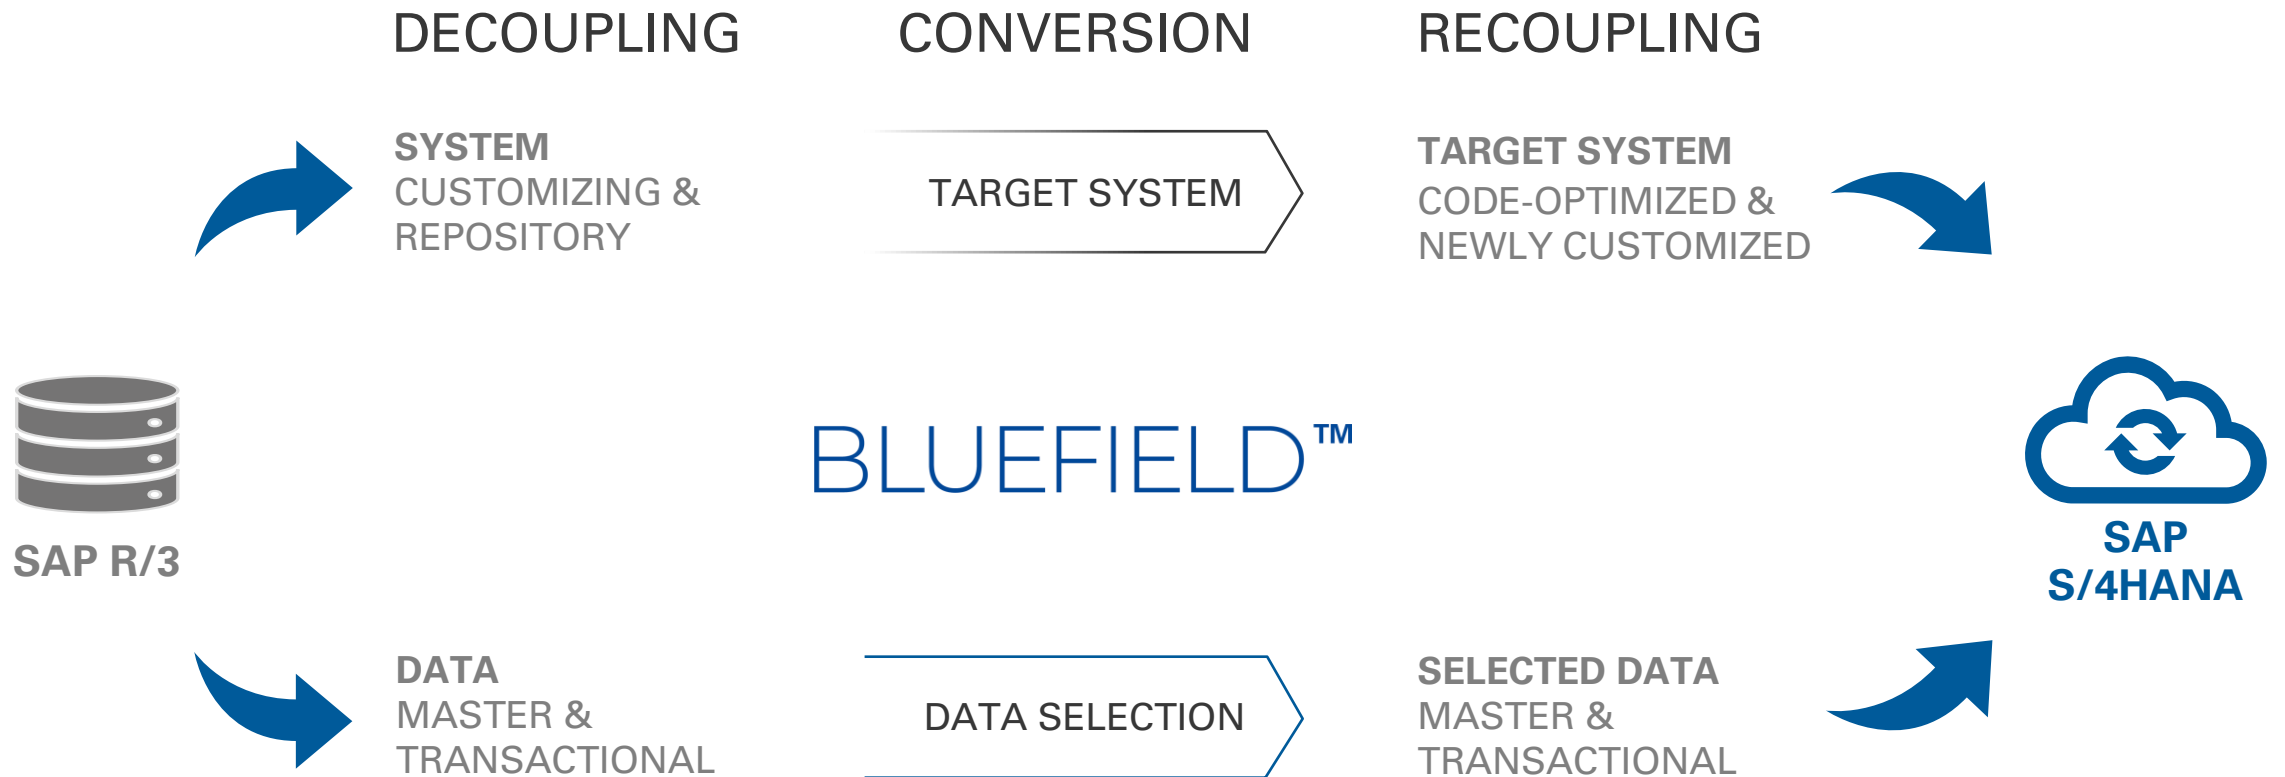 DECOUPLING
CONVERSION
RECOUPLING
SYSTEM
CUSTOMIZING &
REPOSITORY
TARGET SYSTEM
TARGET SYSTEM
CODE-OPTIMIZED &
NEWLY CUSTOMIZED
SAP R/3
BLUEFIELD™
SAP
S/4HANA
DATA
MASTER &
TRANSACTIONAL
DATA SELECTION
SELECTED DATA
MASTER &
TRANSACTIONAL